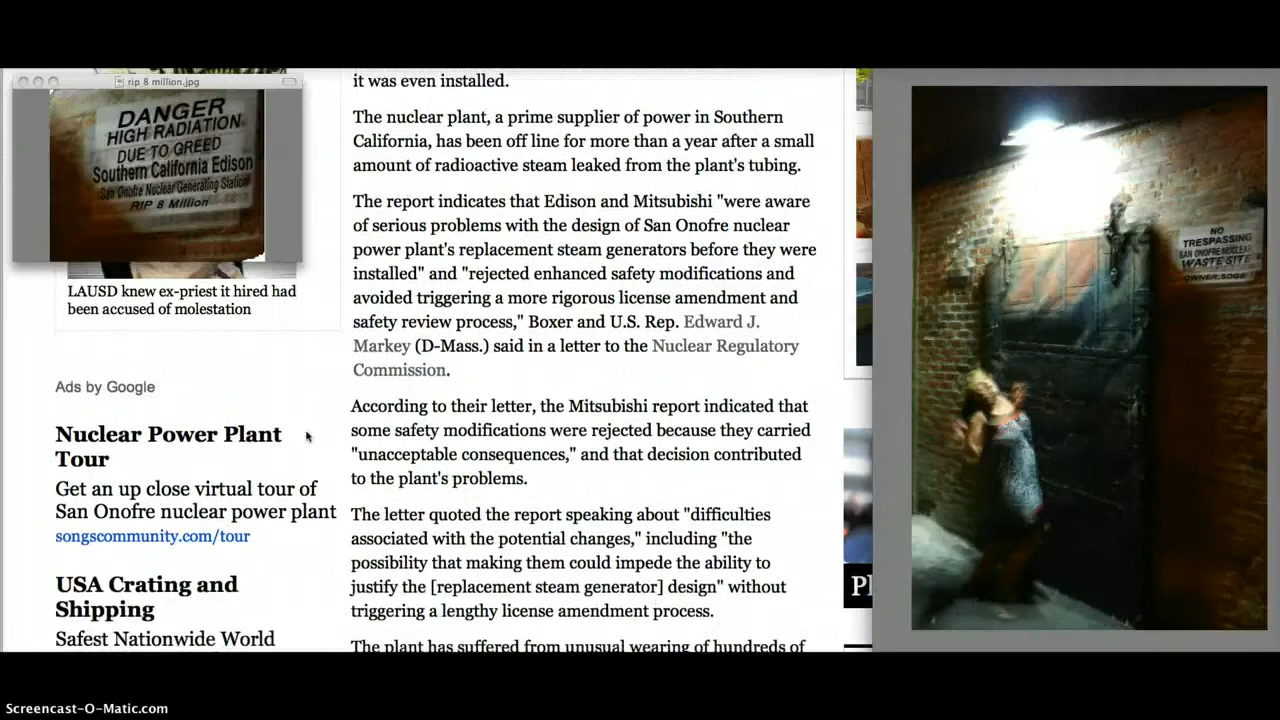 rip 8 million.jpg
DANGER
HIGH RADIATION
DUE TO GREED
Southern California Edison
San Onofre Nuclear Generating Station
RIP 8 Million
LAUSD knew ex-priest it hired had
been accused of molestation
Ads by Google
Nuclear Power Plant
Tour
Get an up close virtual tour of
San Onofre nuclear power plant
songscommunity.com/tour
USA Crating and
Shipping
Safest Nationwide World
it was even installed.
The nuclear plant, a prime supplier of power in Southern
California, has been off line for more than a year after a small
amount of radioactive steam leaked from the plant's tubing.
The report indicates that Edison and Mitsubishi "were aware
of serious problems with the design of San Onofre nuclear
power plant's replacement steam generators before they were
installed" and "rejected enhanced safety modifications and
avoided triggering a more rigorous license amendment and
safety review process," Boxer and U.S. Rep. Edward J.
Markey (D-Mass.) said in a letter to the Nuclear Regulatory
Commission.
According to their letter, the Mitsubishi report indicated that
some safety modifications were rejected because they carried
"unacceptable consequences," and that decision contributed
to the plant's problems.
The letter quoted the report speaking about "difficulties
associated with the potential changes," including "the
possibility that making them could impede the ability to
justify the [replacement steam generator] design" without
triggering a lengthy license amendment process.
The plant has suffered from unusual wearing of hundreds of
Pl
NO
TRESPASSING
SAN ONOFRE NUCLEAR
WASTE SITE
OWNER, SDGE
Screencast-O-Matic.com